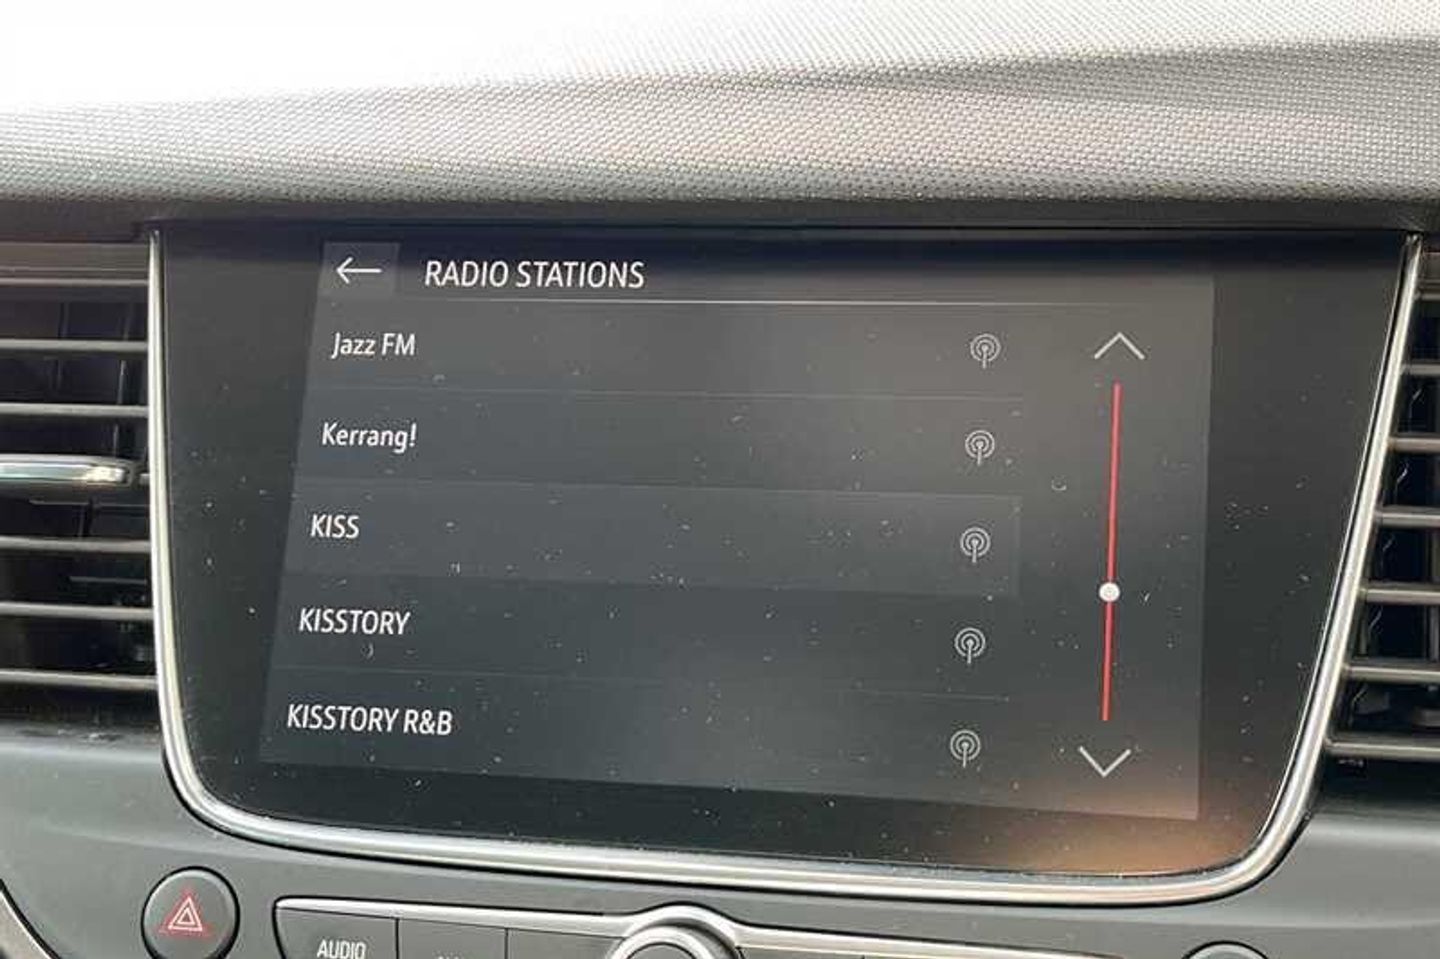 RADIO STATIONS
Jazz FM
Kerrang!
KISS
KISSTORY
KISSTORY R&B
AUDIO